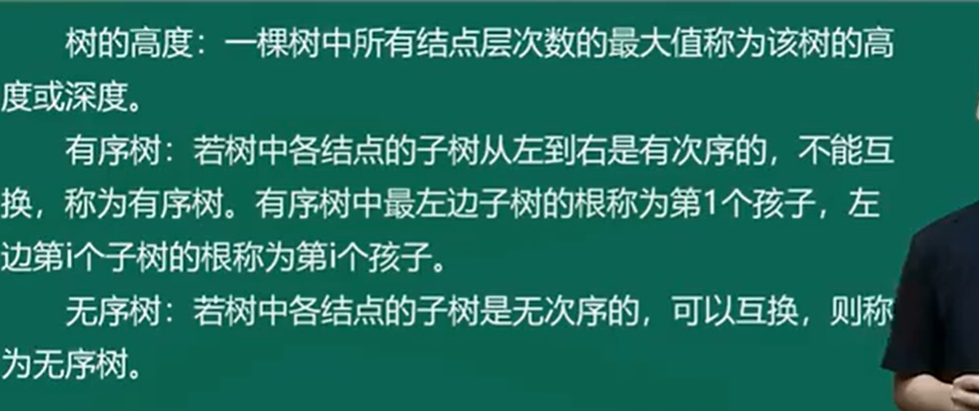 树的高度：一棵树中所有结点层次数的最大值称为该树的高
度或深度。
有序树：若树中各结点的子树从左到右是有次序的，不能互
换，称为有序树。有序树中最左边子树的根称为第1个孩子，左
边第i个子树的根称为第i个孩子。
无序树：若树中各结点的子树是无次序的，可以互换，则称
为无序树。